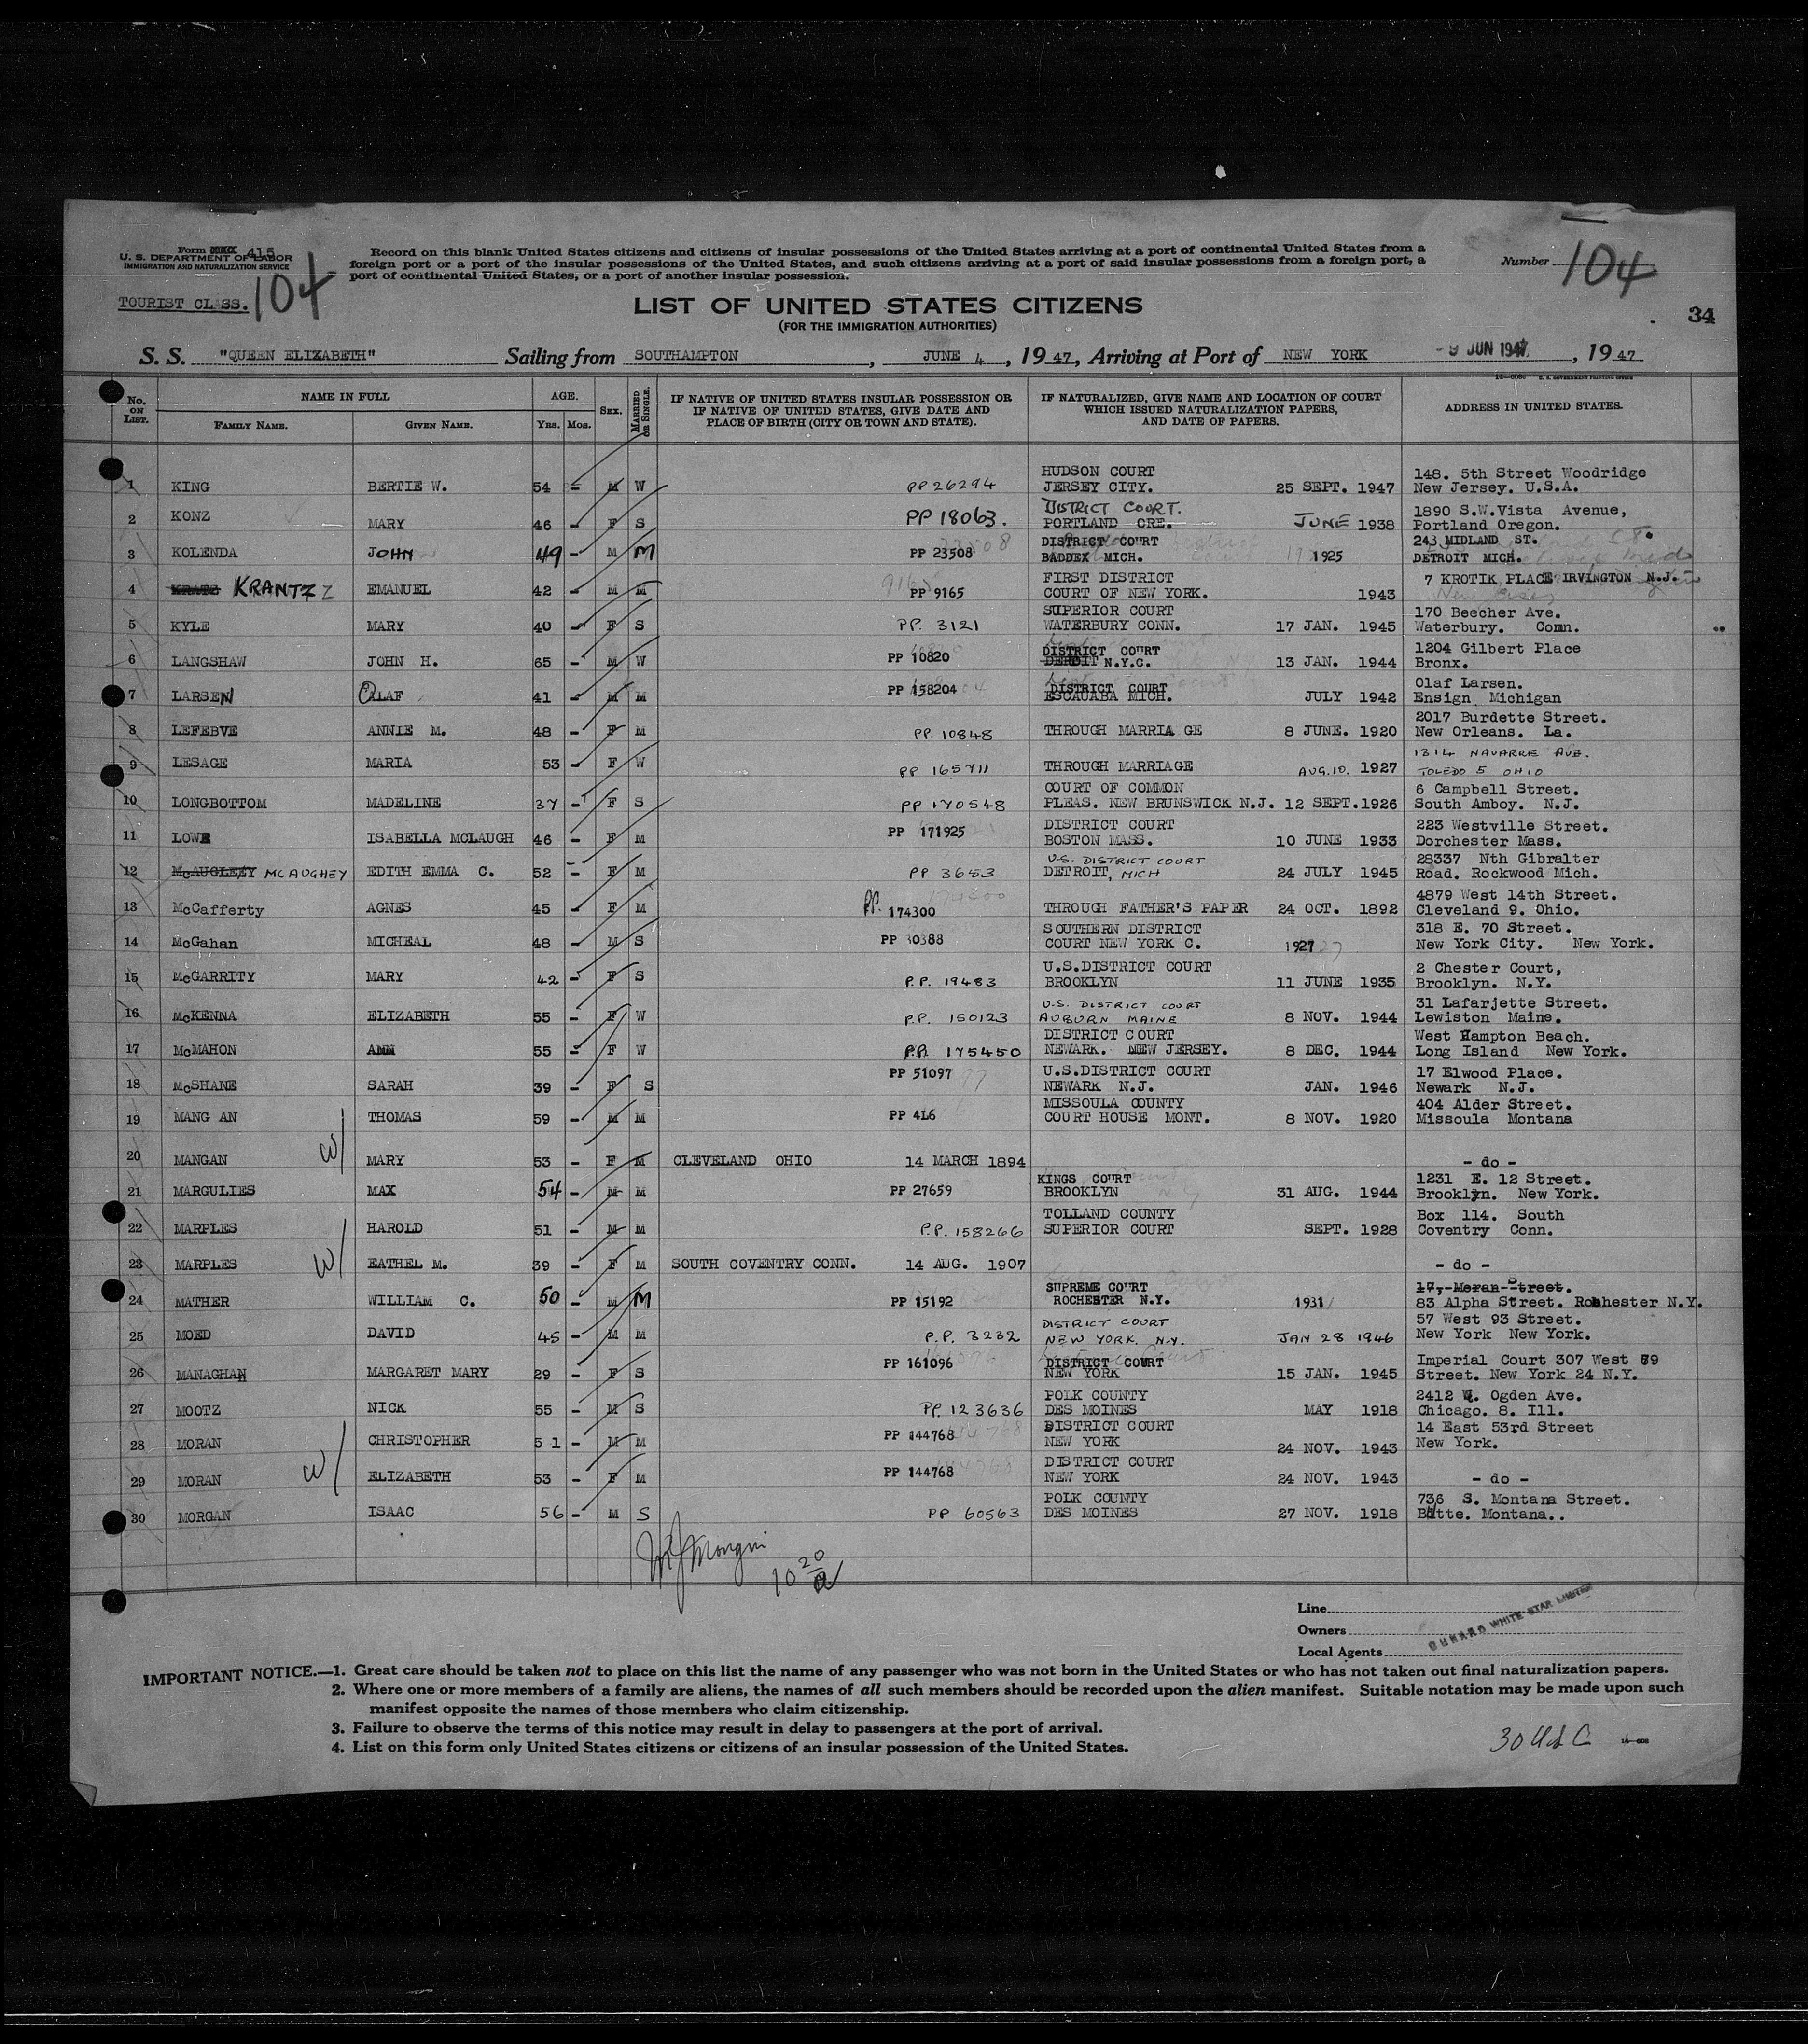 Form 415
U. S. DEPARTMENT OF LABOR
IMMIGRATION AND NATURALIZATION SERVICE
TOURIST CLASS.
104
Record on this blank United States citizens and citizens of insular possessions of the United States arriving at a port of continental United States from a
foreign port or a port of the insular possessions of the United States, and such citizens arriving at a port of said insular possessions from a foreign port, a
port of continental United States, or a port of another insular possession.
Number 104
34
LIST OF UNITED STATES CITIZENS
(FOR THE IMMIGRATION AUTHORITIES)
S. S. "QUEEN ELIZABETH" Sailing from SOUTHAMPTON, JUNE 4, 1947, Arriving at Port of NEW YORK - 9 JUN 1947, 1947
No. ON LIST. NAME IN FULL FAMILY NAME. GIVEN NAME. AGE. YRS. MOS. SEX. MARRIED OR SINGLE. IF NATIVE OF UNITED STATES INSULAR POSSESSION OR IF NATIVE OF UNITED STATES, GIVE DATE AND PLACE OF BIRTH (CITY OR TOWN AND STATE). IF NATURALIZED, GIVE NAME AND LOCATION OF COURT WHICH ISSUED NATURALIZATION PAPERS, AND DATE OF PAPERS. ADDRESS IN UNITED STATES.
HUDSON COURT 148. 5th Street Woodridge
1 KING BERTIE W. 54 - M W PP 26294 JERSEY CITY. 25 SEPT. 1947 New Jersey. U.S.A.
DISTRICT COURT. 1890 S.W.Vista Avenue,
2 KONZ MARY 46 - F S PP 18063. PORTLAND ORE. JUNE 1938 Portland Oregon.
DISTRICT COURT 243 MIDLAND ST.
3 KOLENDA JOHN 49 - M M PP 23508 BADDEX MICH. 1925 DETROIT MICH.
FIRST DISTRICT 7 KROTIK PLACE IRVINGTON N.J.
4 KRANTZ EMANUEL 42 - M M PP 9165 COURT OF NEW YORK. 1943
SUPERIOR COURT 170 Beecher Ave.
5 KYLE MARY 40 - F S PP. 3121 WATERBURY CONN. 17 JAN. 1945 Waterbury. Conn.
DISTRICT COURT 1204 Gilbert Place
6 LANGSHAW JOHN H. 65 - M W PP 10820 N.Y.C. 13 JAN. 1944 Bronx.
DISTRICT COURT Olaf Larsen.
7 LARSEN OLAF 41 - M M PP 158204 ESCAUABA MICH. JULY 1942 Ensign Michigan
2017 Burdette Street.
8 LEFEBVE ANNIE M. 48 - F M PP. 10848 THROUGH MARRIA GE 8 JUNE. 1920 New Orleans. La.
1314 NAVARRE AVE.
9 LESAGE MARIA 53 - F W PP 165711 THROUGH MARRIAGE AUG.10. 1927 TOLEDO 5 OHIO
COURT OF COMMON 6 Campbell Street.
10 LONGBOTTOM MADELINE 37 - F S PP 170548 PLEAS. NEW BRUNSWICK N.J. 12 SEPT.1926 South Amboy. N.J.
DISTRICT COURT 223 Westville Street.
11 LOWE ISABELLA MCLAUGH 46 - F M PP 171925 BOSTON MASS. 10 JUNE 1933 Dorchester Mass.
U.S. DISTRICT COURT 28337 Nth Gibralter
12 McAUGLEEY MCAUGHEY EDITH EMMA C. 52 - F M PP 3653 DETROIT, MICH 24 JULY 1945 Road. Rockwood Mich.
4879 West 14th Street.
13 McCafferty AGNES 45 - F M PP. 174300 THROUGH FATHER'S PAPER 24 OCT. 1892 Cleveland 9. Ohio.
SOUTHERN DISTRICT 318 E. 70 Street.
14 McGahan MICHEAL 48 - M S PP 30388 COURT NEW YORK C. 1927 New York City. New York.
U.S.DISTRICT COURT 2 Chester Court,
15 McGARRITY MARY 42 - F S P.P. 19483 BROOKLYN 11 JUNE 1935 Brooklyn. N.Y.
U.S. DISTRICT COURT 31 Lafarjette Street.
16 McKENNA ELIZABETH 55 - F W P.P. 150123 AUBURN MAINE 8 NOV. 1944 Lewiston Maine.
DISTRICT COURT West Hampton Beach.
17 McMAHON ANN 55 - F W P.P. 175450 NEWARK. NEW JERSEY. 8 DEC. 1944 Long Island New York.
U.S.DISTRICT COURT 17 Elwood Place.
18 McSHANE SARAH 39 - F S PP 51097 NEWARK N.J. JAN. 1946 Newark N.J.
MISSOULA COUNTY 404 Alder Street.
19 MANG AN THOMAS 59 - M M PP 416 COURT HOUSE MONT. 8 NOV. 1920 Missoula Montana
20 MANGAN W/ MARY 53 - F M CLEVELAND OHIO 14 MARCH 1894 - do -
KINGS COURT 1231 E. 12 Street.
21 MARGULIES MAX 54 - M M PP 27659 BROOKLYN 31 AUG. 1944 Brooklyn. New York.
TOLLAND COUNTY Box 114. South
22 MARPLES HAROLD 51 - M M P.P. 158266 SUPERIOR COURT SEPT. 1928 Coventry Conn.
23 MARPLES W/ EATHEL M. 39 - F M SOUTH COVENTRY CONN. 14 AUG. 1907 - do -
SUPREME COURT 17, Moran Street.
24 MATHER WILLIAM C. 50 - M M PP 15192 ROCHESTER N.Y. 1931 83 Alpha Street. Rochester N.Y.
DISTRICT COURT 57 West 93 Street.
25 MOED DAVID 45 - M M P.P. 3232 NEW YORK. N.Y. JAN 28 1946 New York New York.
DISTRICT COURT Imperial Court 307 West 79
26 MANAGHAN MARGARET MARY 29 - F S PP 161096 NEW YORK 15 JAN. 1945 Street. New York 24 N.Y.
POLK COUNTY 2412 W. Ogden Ave.
27 MOOTZ NICK 55 - M S PP. 123636 DES MOINES MAY 1918 Chicago. 8. Ill.
DISTRICT COURT 14 East 53rd Street
28 MORAN CHRISTOPHER 51 - M M PP 144768 NEW YORK 24 NOV. 1943 New York.
DISTRICT COURT
29 MORAN W/ ELIZABETH 53 - F M PP 144768 NEW YORK 24 NOV. 1943 - do -
POLK COUNTY 736 S. Montana Street.
30 MORGAN ISAAC 56 - M S PP 60563 DES MOINES 27 NOV. 1918 Butte. Montana..
10 20 a
Line
Owners CUNARD WHITE STAR LIMITED
Local Agents
IMPORTANT NOTICE.—1. Great care should be taken not to place on this list the name of any passenger who was not born in the United States or who has not taken out final naturalization papers.
2. Where one or more members of a family are aliens, the names of all such members should be recorded upon the alien manifest. Suitable notation may be made upon such
manifest opposite the names of those members who claim citizenship.
3. Failure to observe the terms of this notice may result in delay to passengers at the port of arrival.
4. List on this form only United States citizens or citizens of an insular possession of the United States.
30 USC